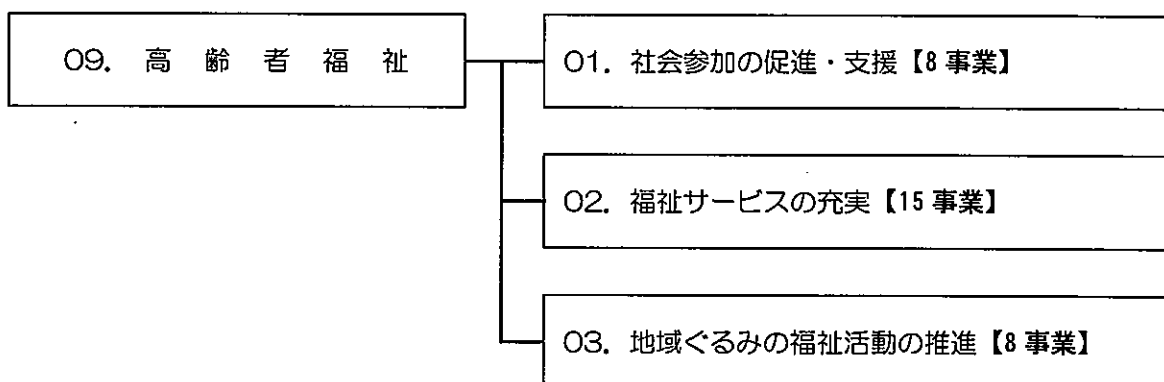 09. 高齢者福祉
01. 社会参加の促進・支援【8事業】
02. 福祉サービスの充実【15事業】
03. 地域ぐるみの福祉活動の推進【8事業】